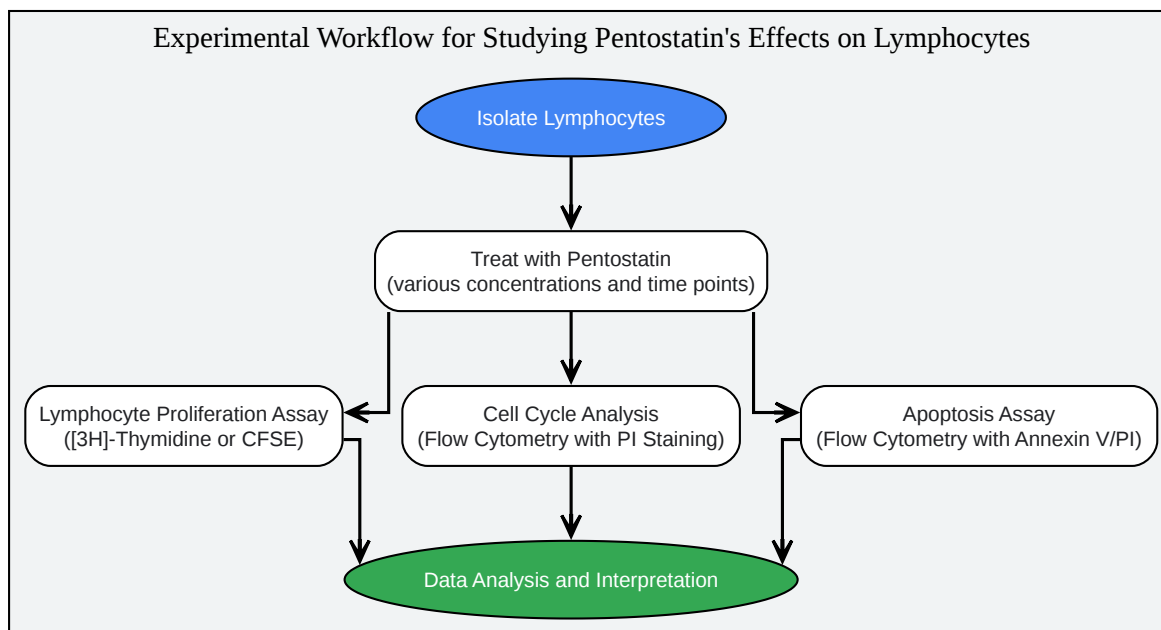 Experimental Workflow for Studying Pentostatin's Effects on Lymphocytes
Isolate Lymphocytes
Treat with Pentostatin
(various concentrations and time points)
Lymphocyte Proliferation Assay
([3H]-Thymidine or CFSE)
Cell Cycle Analysis
(Flow Cytometry with PI Staining)
Apoptosis Assay
(Flow Cytometry with Annexin V/PI)
Data Analysis and Interpretation